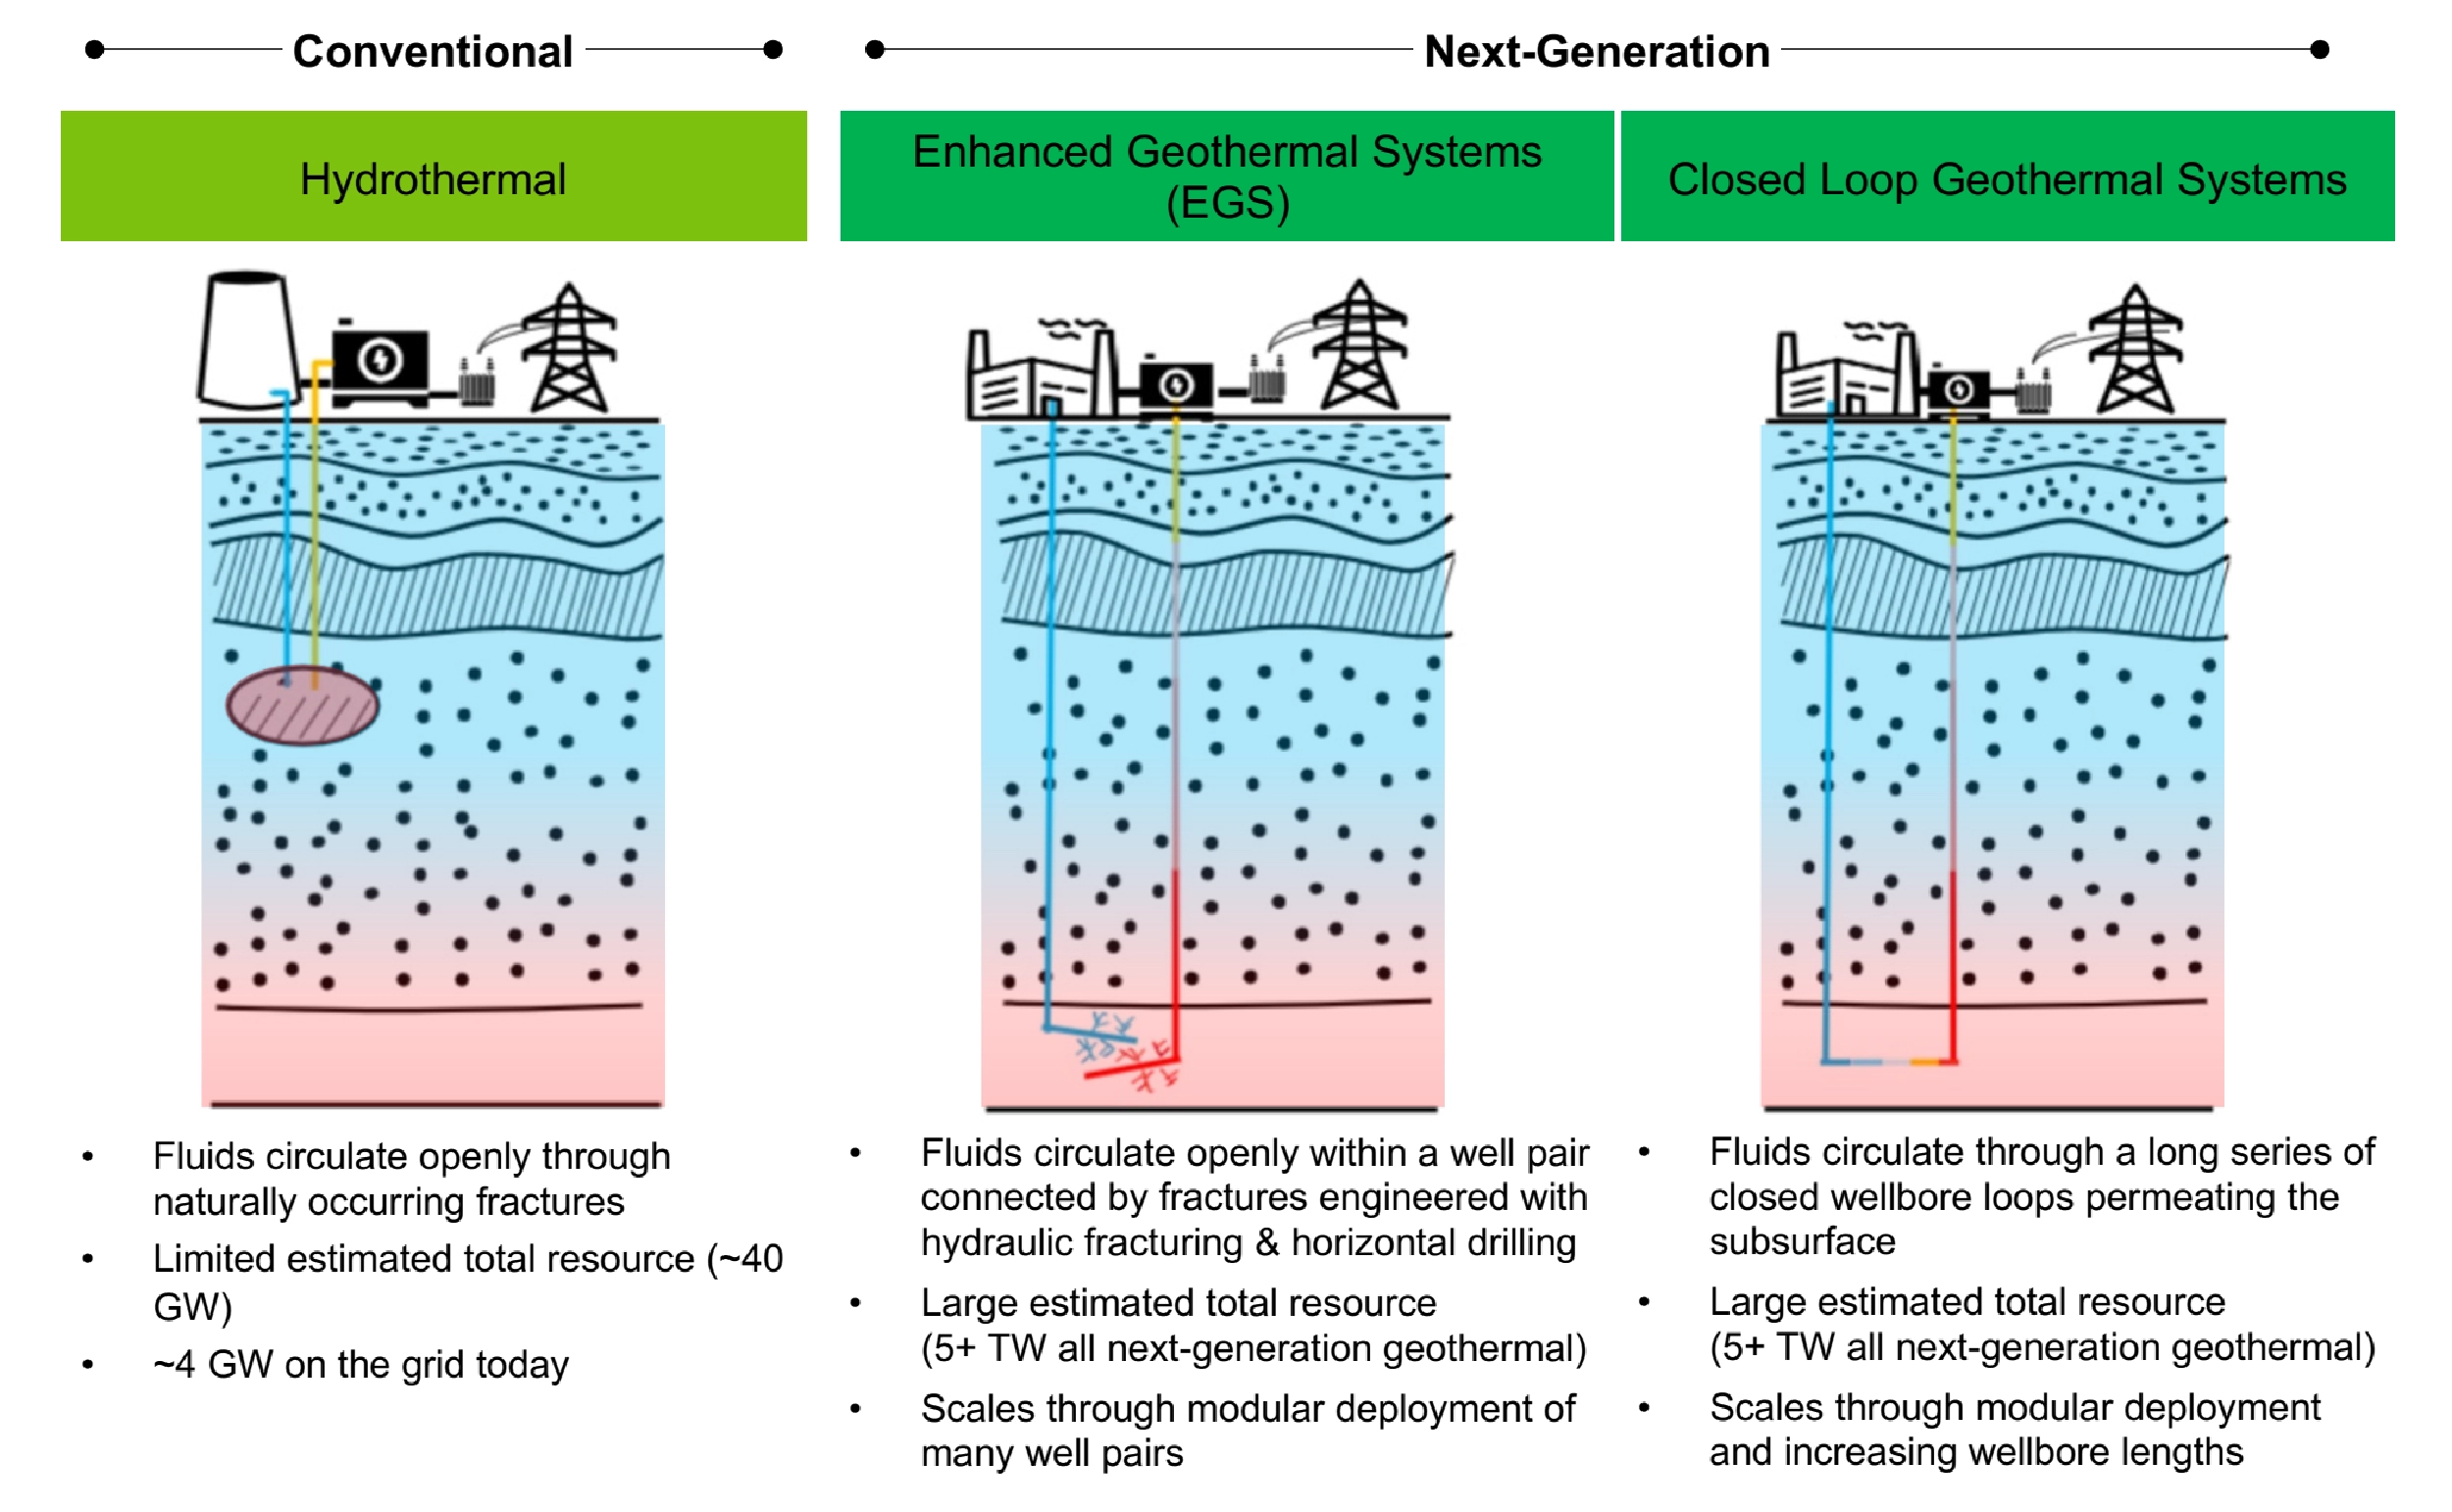 Conventional
Next-Generation
Hydrothermal
Enhanced Geothermal Systems
(EGS)
Closed Loop Geothermal Systems
• Fluids circulate openly through
naturally occurring fractures
• Limited estimated total resource (~40
GW)
• ~4 GW on the grid today
• Fluids circulate openly within a well pair
connected by fractures engineered with
hydraulic fracturing & horizontal drilling
• Large estimated total resource
(5+ TW all next-generation geothermal)
• Scales through modular deployment of
many well pairs
• Fluids circulate through a long series of
closed wellbore loops permeating the
subsurface
• Large estimated total resource
(5+ TW all next-generation geothermal)
• Scales through modular deployment
and increasing wellbore lengths